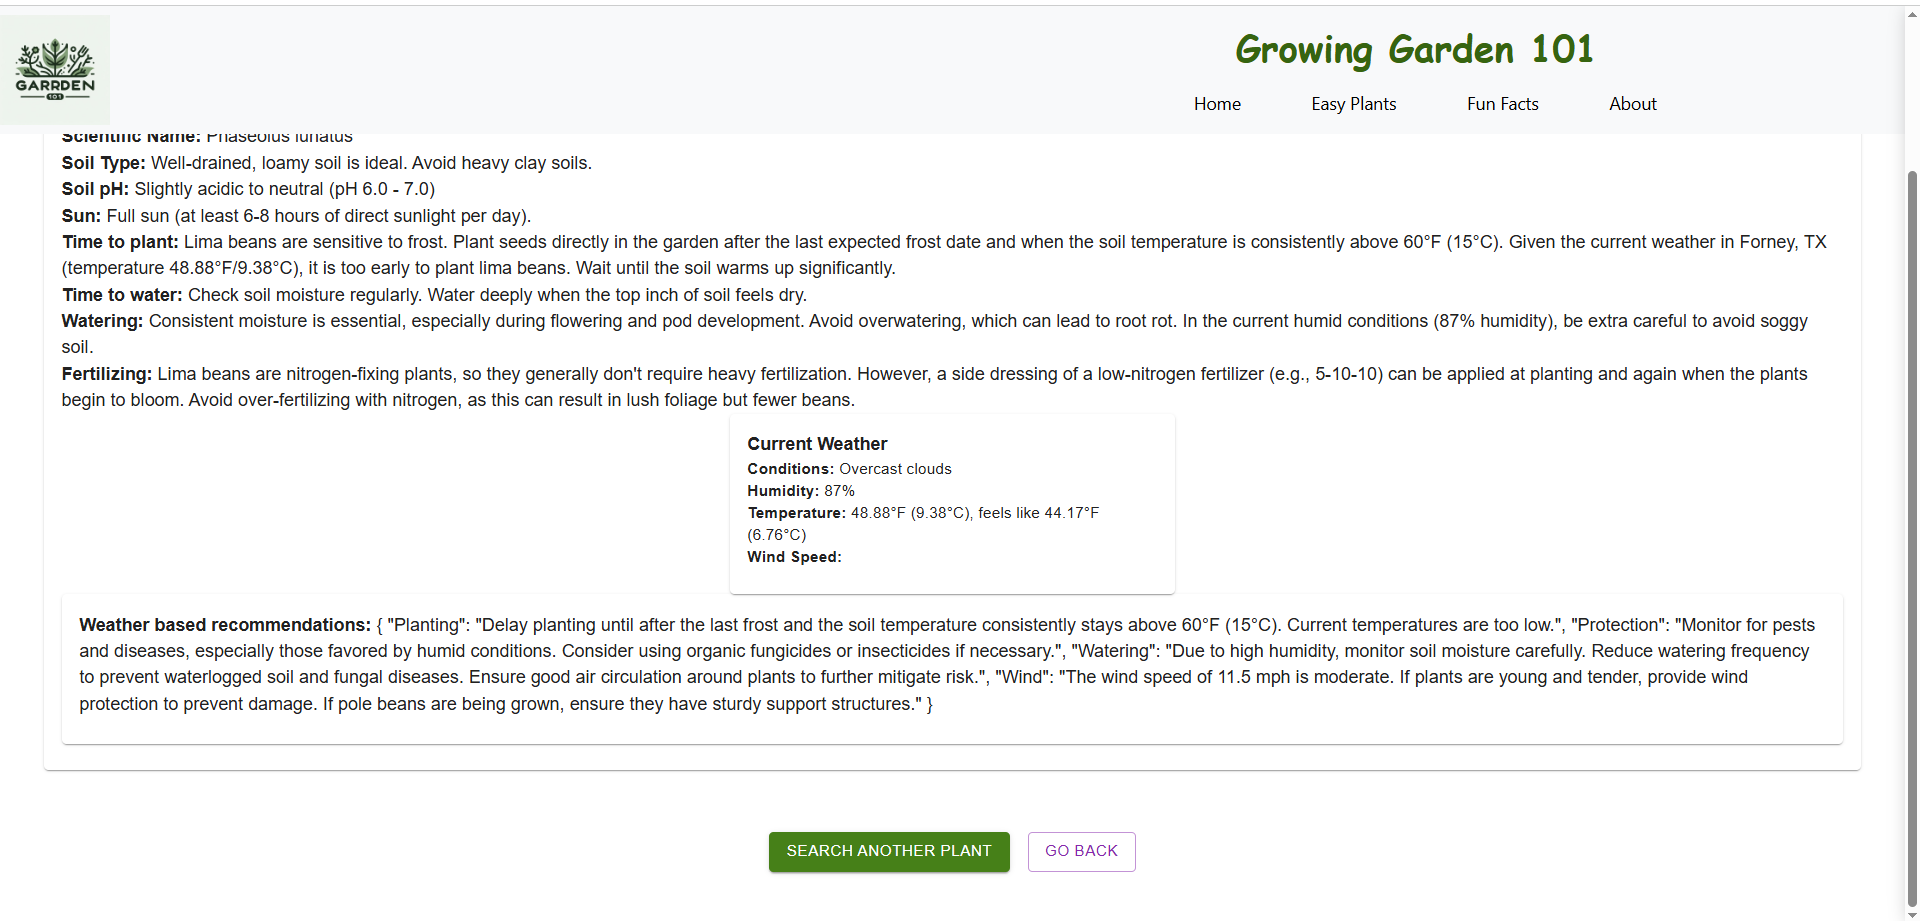 GARRDEN
101
Growing Garden 101
Home Easy Plants Fun Facts About
Scientific Name: Phaseolus lunatus
Soil Type: Well-drained, loamy soil is ideal. Avoid heavy clay soils.
Soil pH: Slightly acidic to neutral (pH 6.0 - 7.0)
Sun: Full sun (at least 6-8 hours of direct sunlight per day).
Time to plant: Lima beans are sensitive to frost. Plant seeds directly in the garden after the last expected frost date and when the soil temperature is consistently above 60°F (15°C). Given the current weather in Forney, TX
(temperature 48.88°F/9.38°C), it is too early to plant lima beans. Wait until the soil warms up significantly.
Time to water: Check soil moisture regularly. Water deeply when the top inch of soil feels dry.
Watering: Consistent moisture is essential, especially during flowering and pod development. Avoid overwatering, which can lead to root rot. In the current humid conditions (87% humidity), be extra careful to avoid soggy
soil.
Fertilizing: Lima beans are nitrogen-fixing plants, so they generally don't require heavy fertilization. However, a side dressing of a low-nitrogen fertilizer (e.g., 5-10-10) can be applied at planting and again when the plants
begin to bloom. Avoid over-fertilizing with nitrogen, as this can result in lush foliage but fewer beans.
Current Weather
Conditions: Overcast clouds
Humidity: 87%
Temperature: 48.88°F (9.38°C), feels like 44.17°F
(6.76°C)
Wind Speed:
Weather based recommendations: { "Planting": "Delay planting until after the last frost and the soil temperature consistently stays above 60°F (15°C). Current temperatures are too low.", "Protection": "Monitor for pests
and diseases, especially those favored by humid conditions. Consider using organic fungicides or insecticides if necessary.", "Watering": "Due to high humidity, monitor soil moisture carefully. Reduce watering frequency
to prevent waterlogged soil and fungal diseases. Ensure good air circulation around plants to further mitigate risk.", "Wind": "The wind speed of 11.5 mph is moderate. If plants are young and tender, provide wind
protection to prevent damage. If pole beans are being grown, ensure they have sturdy support structures." }
SEARCH ANOTHER PLANT GO BACK